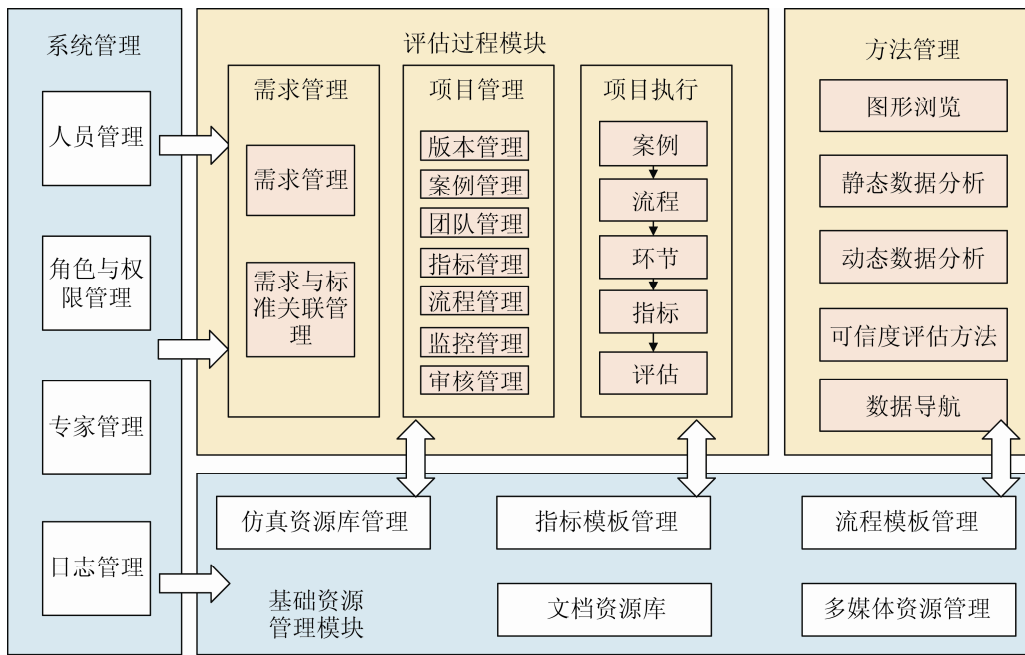 系统管理
人员管理
角色与权
限管理
专家管理
日志管理
评估过程模块
需求管理
需求管理
需求与标
准关联管
理
项目管理
版本管理
案例管理
团队管理
指标管理
流程管理
监控管理
审核管理
项目执行
案例
流程
环节
指标
评估
方法管理
图形浏览
静态数据分析
动态数据分析
可信度评估方法
数据导航
仿真资源库管理
指标模板管理
流程模板管理
基础资源
管理模块
文档资源库
多媒体资源管理